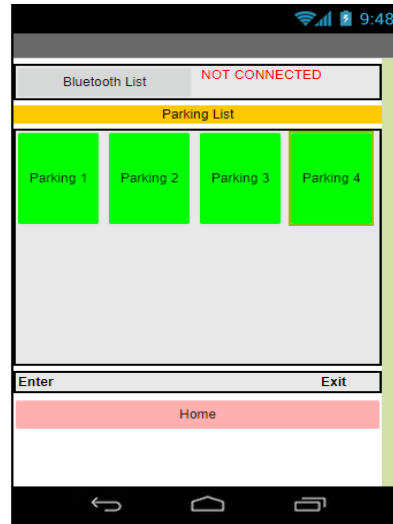 9:48
Bluetooth List NOT CONNECTED
Parking List
Parking 1 Parking 2 Parking 3 Parking 4
Enter Exit
Home